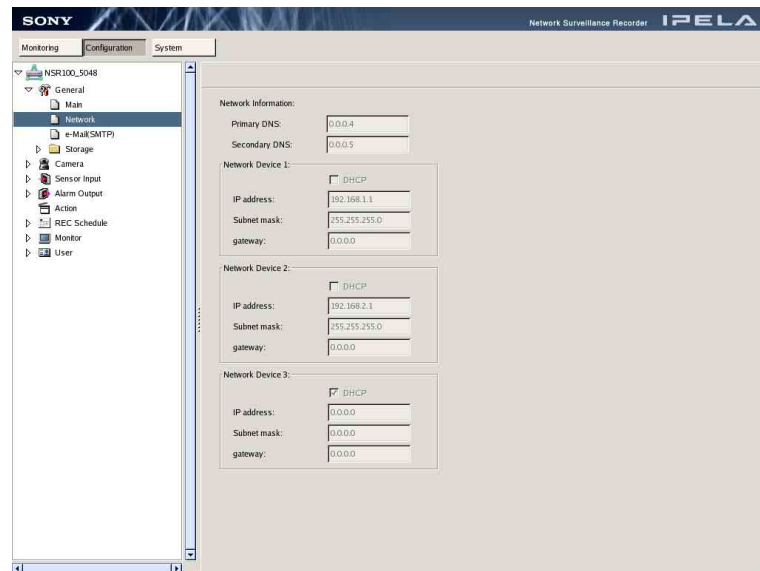 SONY
Network Surveillance Recorder IPELA
Monitoring Configuration System
NSR100_5048
General
Main
Network
e-Mail(SMTP)
Storage
Camera
Sensor Input
Alarm Output
Action
REC Schedule
Monitor
User
Network Information:
Primary DNS: 0.0.0.4
Secondary DNS: 0.0.0.5
Network Device 1:
DHCP
IP address: 192.168.1.1
Subnet mask: 255.255.255.0
gateway: 0.0.0.0
Network Device 2:
DHCP
IP address: 192.168.2.1
Subnet mask: 255.255.255.0
gateway: 0.0.0.0
Network Device 3:
DHCP
IP address: 0.0.0.0
Subnet mask: 0.0.0.0
gateway: 0.0.0.0